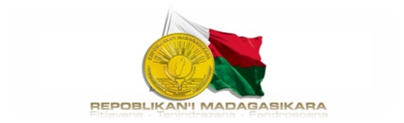 REPOBLIKAN'I MADAGASIKARA
Fitiavana - Tanindrazana - Fandrosoana